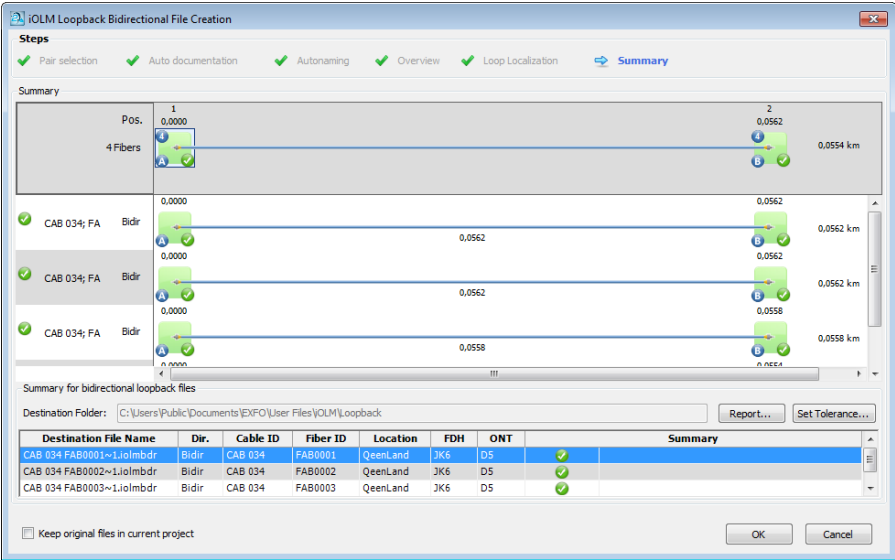 iOLM Loopback Bidirectional File Creation
Steps
Pair selection Auto documentation Autonaming Overview Loop Localization Summary
Summary
1 2
Pos. 0,0000 0,0562
4 4
4 Fibers 0,0554 km
A B
0,0000 0,0562
CAB 034; FA Bidir 0,0562 0,0562 km
A B
0,0000 0,0562
CAB 034; FA Bidir 0,0562 0,0562 km
A B
0,0000 0,0558
CAB 034; FA Bidir 0,0558 0,0558 km
A B
0,0000 0,0554
Summary for bidirectional loopback files
Destination Folder: C:\Users\Public\Documents\EXFO\User Files\iOLM\Loopback Report... Set Tolerance...
Destination File Name Dir. Cable ID Fiber ID Location FDH ONT Summary
CAB 034 FAB0001~1.iolmbdr Bidir CAB 034 FAB0001 QeenLand JK6 D5
CAB 034 FAB0002~1.iolmbdr Bidir CAB 034 FAB0002 QeenLand JK6 D5
CAB 034 FAB0003~1.iolmbdr Bidir CAB 034 FAB0003 QeenLand JK6 D5
Keep original files in current project OK Cancel